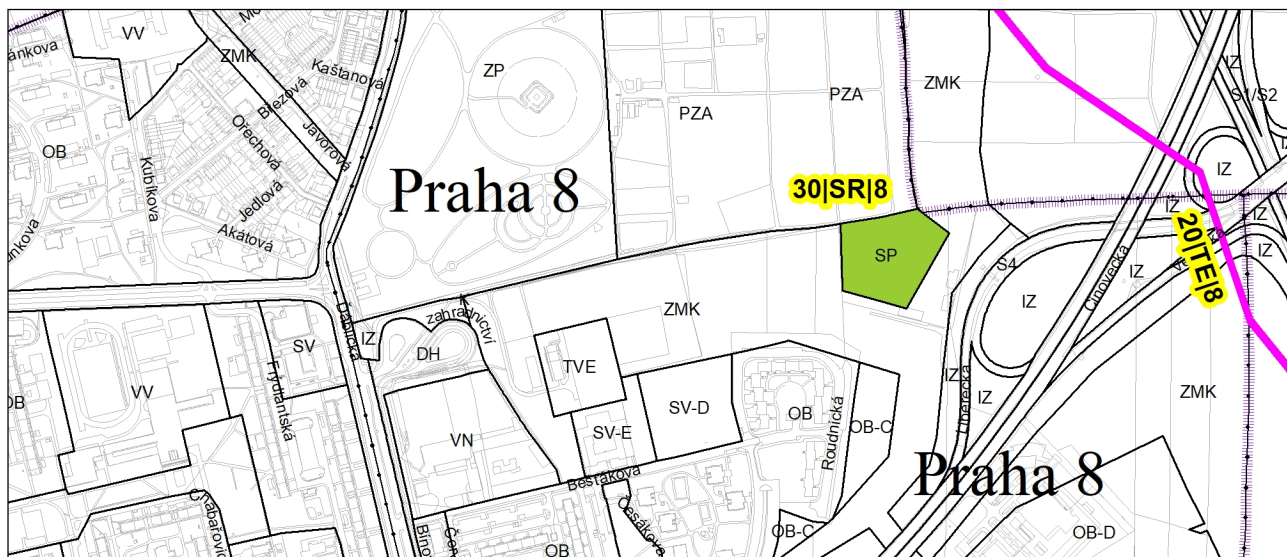 VV
ZMK
Kaštanová
Březová
Ořechová
Javorová
Jedlová
Akátová
Kubíkova
OB
ZP
PZA
PZA
ZMK
IZ
S1/S2
IZ
Praha 8
30|SR|8
SP
IZ
20|TE|8
IZ
S4
IZ
IZ
Cínovecká
ZMK
Ďáblická
zahradnictví
IZ
DH
SV
Frýdlantská
VV
OB
TVE
SV-D
SV-E
VN
OB
Roudnická
OB-C
Liberecká
IZ
IZ
ZMK
Praha 8
Bešťákova
Čečákova
OB
OB-C
OB-D